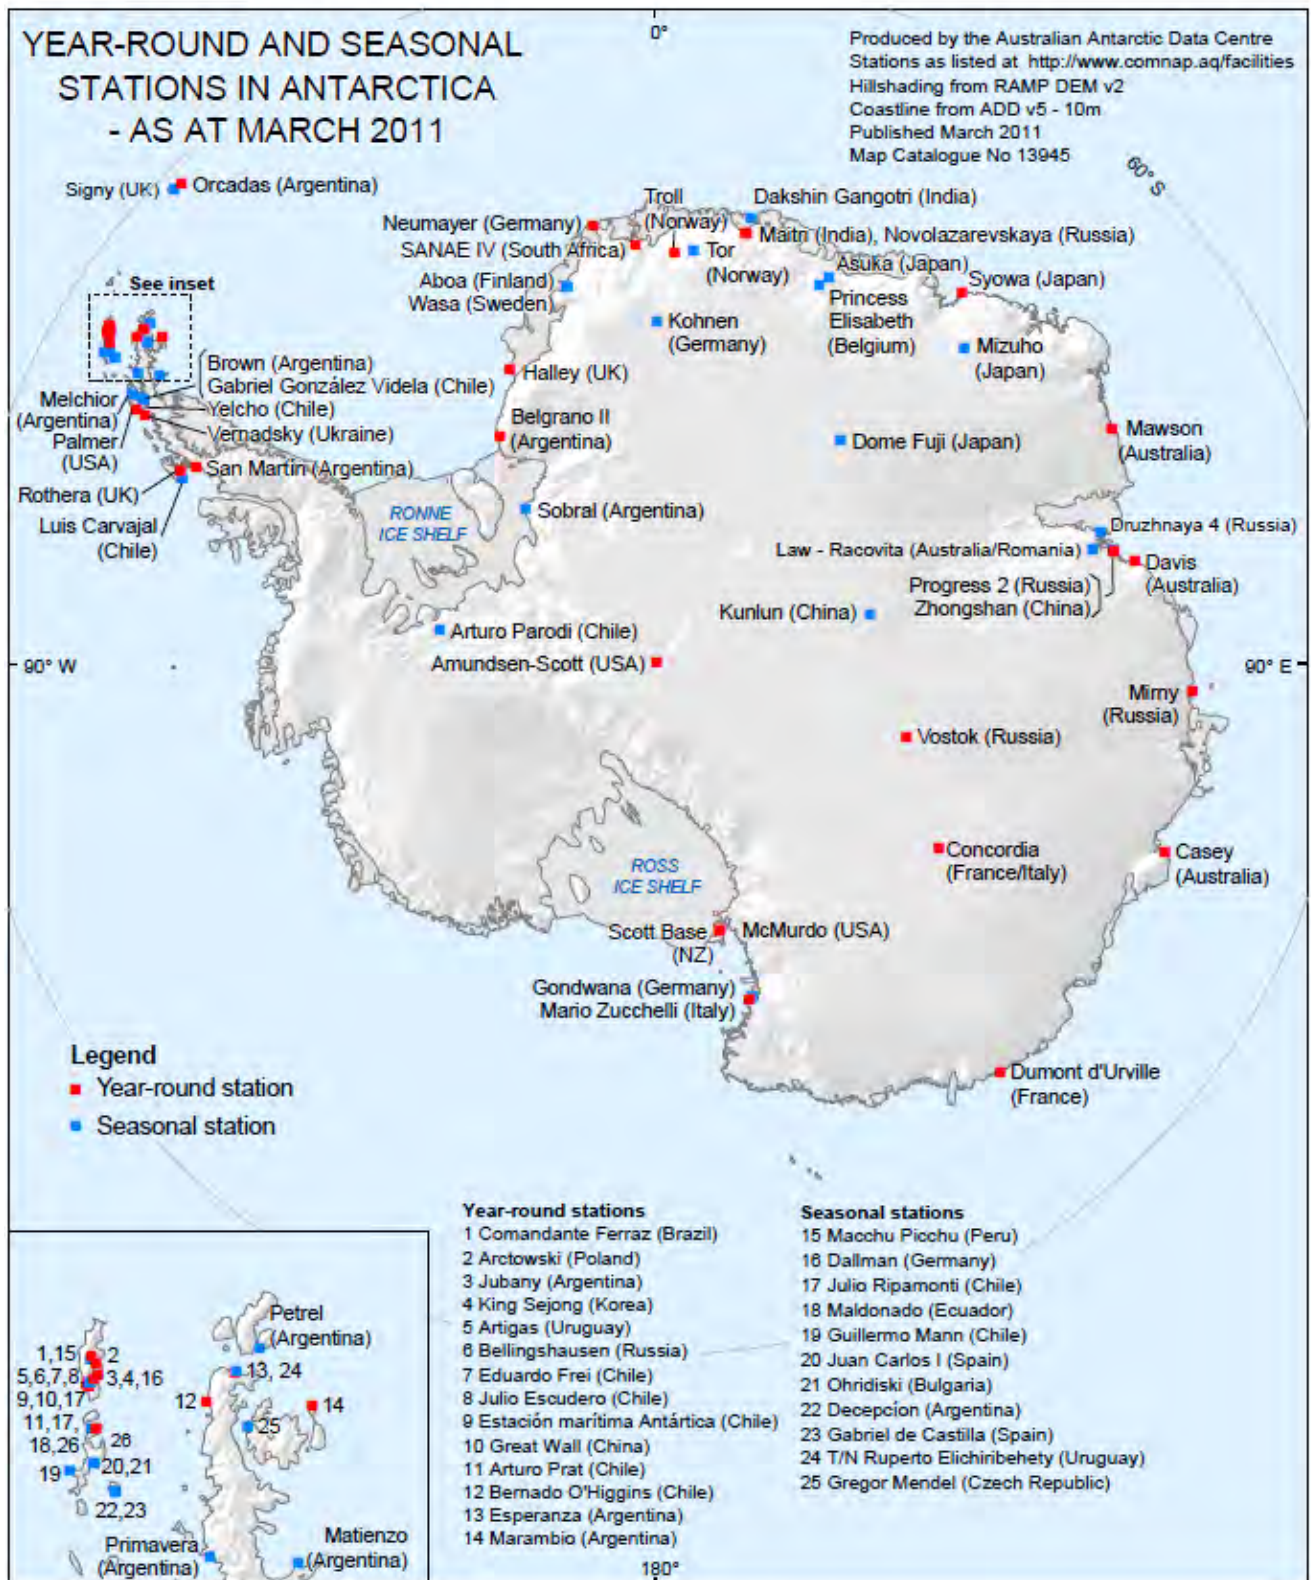 YEAR-ROUND AND SEASONAL
STATIONS IN ANTARCTICA
- AS AT MARCH 2011
0°
Produced by the Australian Antarctic Data Centre
Stations as listed at http://www.comnap.aq/facilities
Hillshading from RAMP DEM v2
Coastline from ADD v5 - 10m
Published March 2011
Map Catalogue No 13945
60° S
Signy (UK)
Orcadas (Argentina)
Neumayer (Germany)
SANAE IV (South Africa)
Troll
(Norway)
Dakshin Gangotri (India)
Maitri (India), Novolazarevskaya (Russia)
Tor
(Norway)
Asuka (Japan)
Syowa (Japan)
Aboa (Finland)
Wasa (Sweden)
Princess
Elisabeth
(Belgium)
See inset
Kohnen
(Germany)
Mizuho
(Japan)
Brown (Argentina)
Gabriel González Videla (Chile)
Halley (UK)
Melchior
(Argentina)
Yelcho (Chile)
Vernadsky (Ukraine)
Palmer
(USA)
Belgrano II
(Argentina)
Dome Fuji (Japan)
Mawson
(Australia)
San Martín (Argentina)
Rothera (UK)
Luis Carvajal
(Chile)
RONNE
ICE SHELF
Sobral (Argentina)
Druzhnaya 4 (Russia)
Law - Racovita (Australia/Romania)
Davis
(Australia)
Progress 2 (Russia)
Zhongshan (China)
Kunlun (China)
Arturo Parodi (Chile)
90° W
Amundsen-Scott (USA)
90° E
Mirny
(Russia)
Vostok (Russia)
Concordia
(France/Italy)
Casey
(Australia)
ROSS
ICE SHELF
Scott Base
(NZ)
McMurdo (USA)
Gondwana (Germany)
Mario Zucchelli (Italy)
Dumont d'Urville
(France)
Legend
Year-round station
Seasonal station
Year-round stations
1 Comandante Ferraz (Brazil)
2 Arctowski (Poland)
3 Jubany (Argentina)
4 King Sejong (Korea)
5 Artigas (Uruguay)
6 Bellingshausen (Russia)
7 Eduardo Frei (Chile)
8 Julio Escudero (Chile)
9 Estación marítima Antártica (Chile)
10 Great Wall (China)
11 Arturo Prat (Chile)
12 Bernado O'Higgins (Chile)
13 Esperanza (Argentina)
14 Marambio (Argentina)
Seasonal stations
15 Macchu Picchu (Peru)
16 Dallman (Germany)
17 Julio Ripamonti (Chile)
18 Maldonado (Ecuador)
19 Guillermo Mann (Chile)
20 Juan Carlos I (Spain)
21 Ohridiski (Bulgaria)
22 Decepcíon (Argentina)
23 Gabriel de Castilla (Spain)
24 T/N Ruperto Elichiribehety (Uruguay)
25 Gregor Mendel (Czech Republic)
Petrel
(Argentina)
1,15
2
5,6,7,8
3,4,16
9,10,17
13, 24
12
14
11,17,
18,26
26
25
19
20,21
22,23
Primavera
(Argentina)
Matienzo
(Argentina)
180°